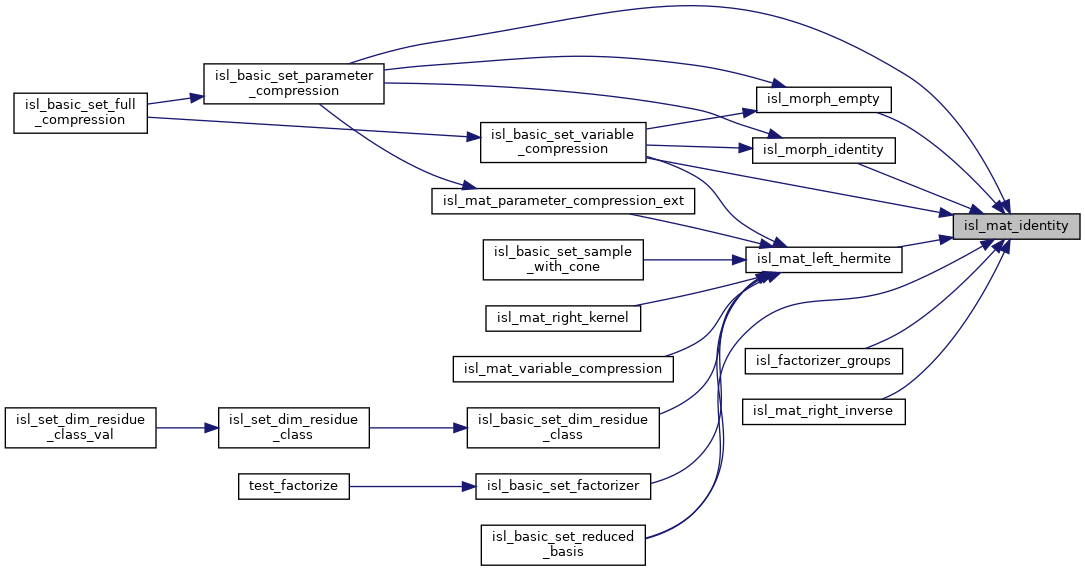 isl_basic_set_parameter
_compression
isl_basic_set_full
_compression
isl_morph_empty
isl_basic_set_variable
_compression
isl_morph_identity
isl_mat_parameter_compression_ext
isl_mat_identity
isl_basic_set_sample
_with_cone
isl_mat_left_hermite
isl_mat_right_kernel
isl_factorizer_groups
isl_mat_variable_compression
isl_mat_right_inverse
isl_set_dim_residue
_class_val
isl_set_dim_residue
_class
isl_basic_set_dim_residue
_class
test_factorize
isl_basic_set_factorizer
isl_basic_set_reduced
_basis